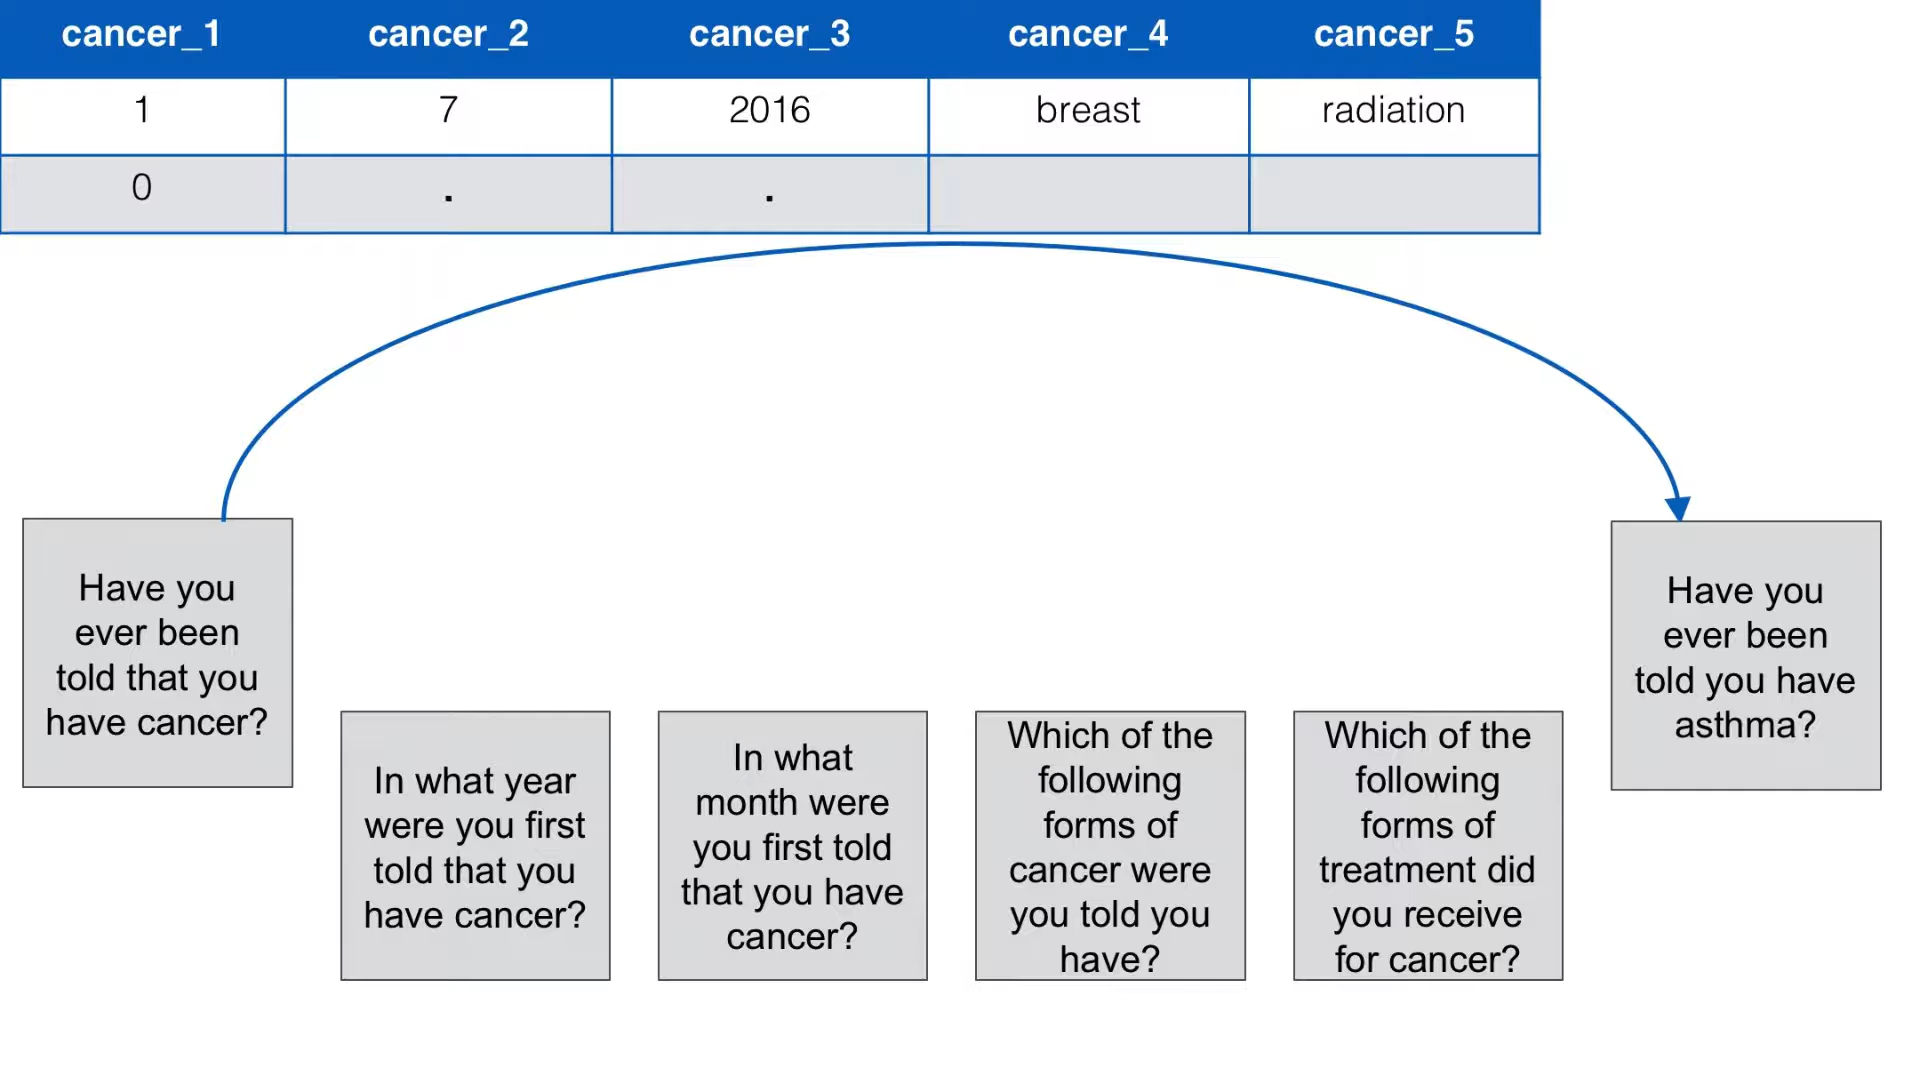 cancer_1 cancer_2 cancer_3 cancer_4 cancer_5
1 7 2016 breast radiation
0 . .
Have you
ever been
told that you
have cancer?
In what year
were you first
told that you
have cancer?
In what
month were
you first told
that you have
cancer?
Which of the
following
forms of
cancer were
you told you
have?
Which of the
following
forms of
treatment did
you receive
for cancer?
Have you
ever been
told you have
asthma?